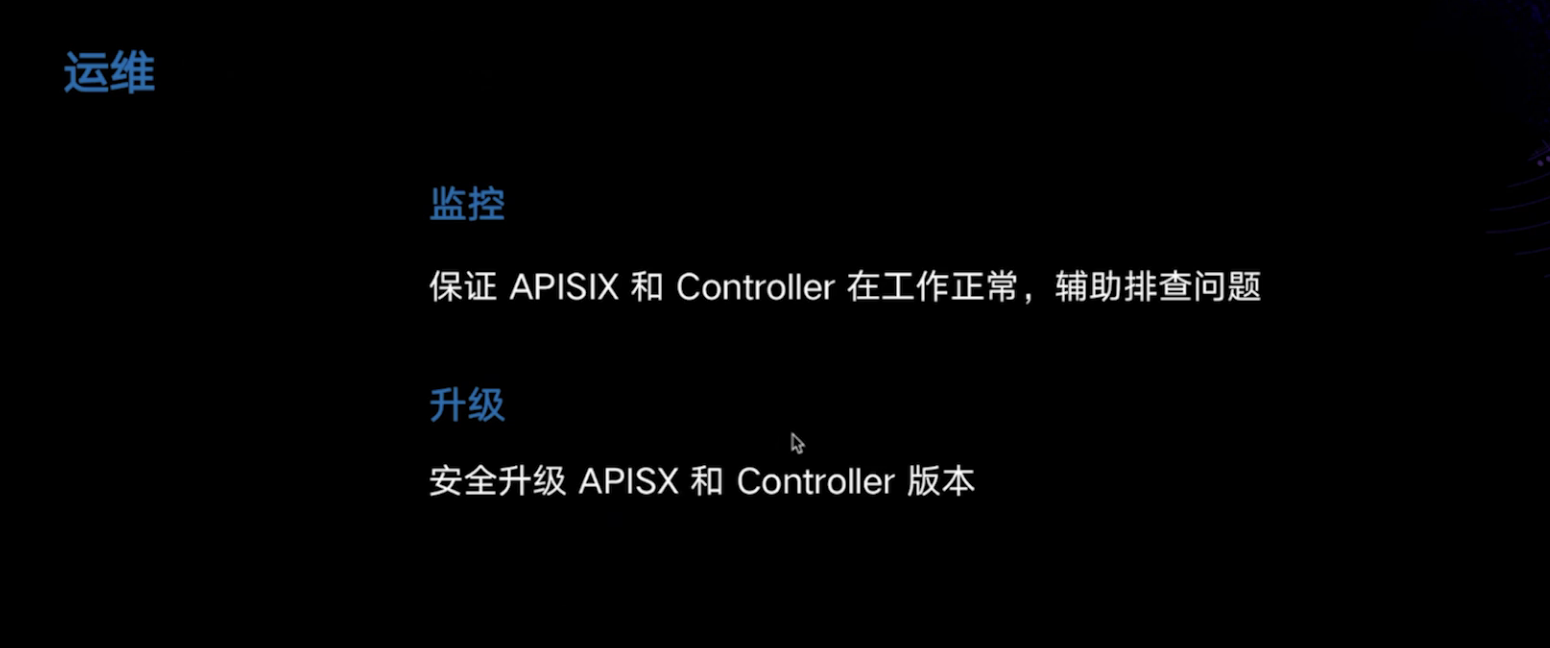 运维
监控
保证 APISIX 和 Controller 在工作正常，辅助排查问题
升级
安全升级 APISX 和 Controller 版本